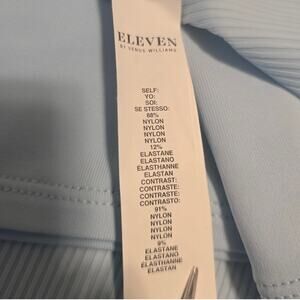 ELEVEN
BY VENUS WILLIAMS
SELF:
YO:
SOI:
SE STESSO:
88%
NYLON
NYLON
NYLON
NYLON
12%
ELASTANE
ELASTANO
ELASTHANNE
ELASTAN
CONTRAST:
CONTRASTE:
CONTRASTE:
CONTRASTO:
91%
NYLON
NYLON
NYLON
NYLON
9%
ELASTANE
ELASTANO
ELASTHANNE
ELASTAN